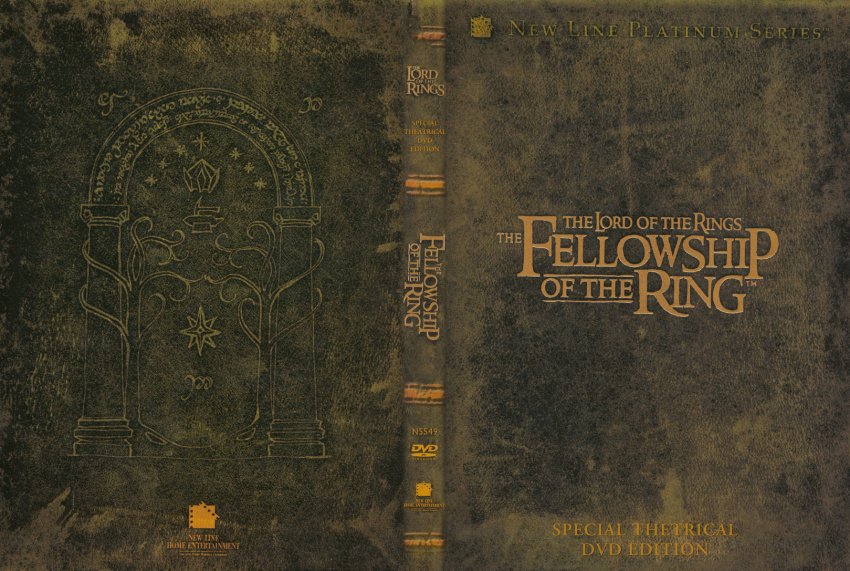 NEW LINE PLATINUM SERIES
THE LORD OF THE RINGS
THE FELLOWSHIP
OF THE RING™
SPECIAL THETRICAL
DVD EDITION
THE
LORD
OF THE
RINGS
SPECIAL
THEATRICAL
DVD
EDITION
THE FELLOWSHIP
OF THE RING
N5549
DVD
NEW LINE
HOME ENTERTAINMENT
NEW LINE
HOME ENTERTAINMENT